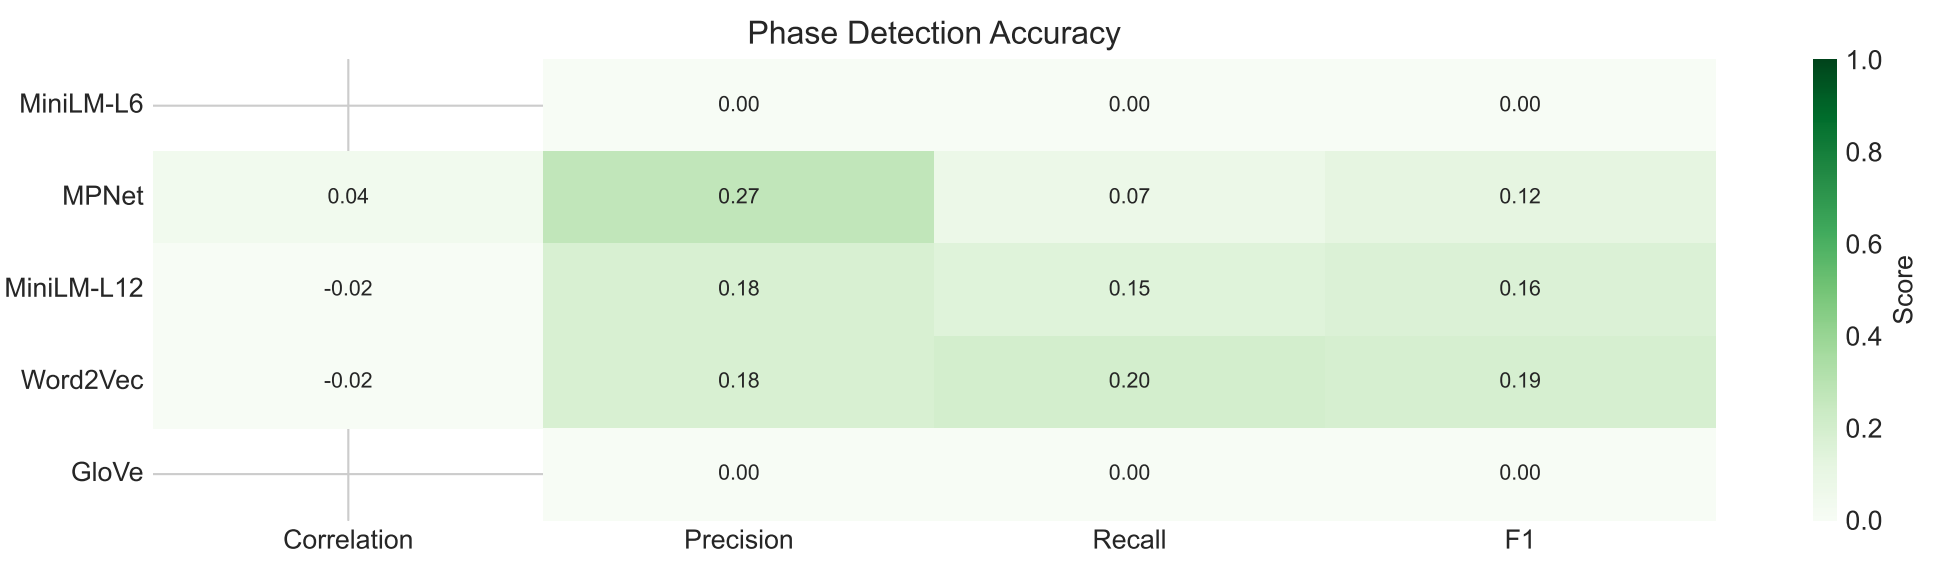 Phase Detection Accuracy
MiniLM-L6 0.00 0.00 0.00
MPNet 0.04 0.27 0.07 0.12
MiniLM-L12 -0.02 0.18 0.15 0.16
Word2Vec -0.02 0.18 0.20 0.19
GloVe 0.00 0.00 0.00
Correlation Precision Recall F1
1.0
0.8
0.6
0.4
0.2
0.0
Score